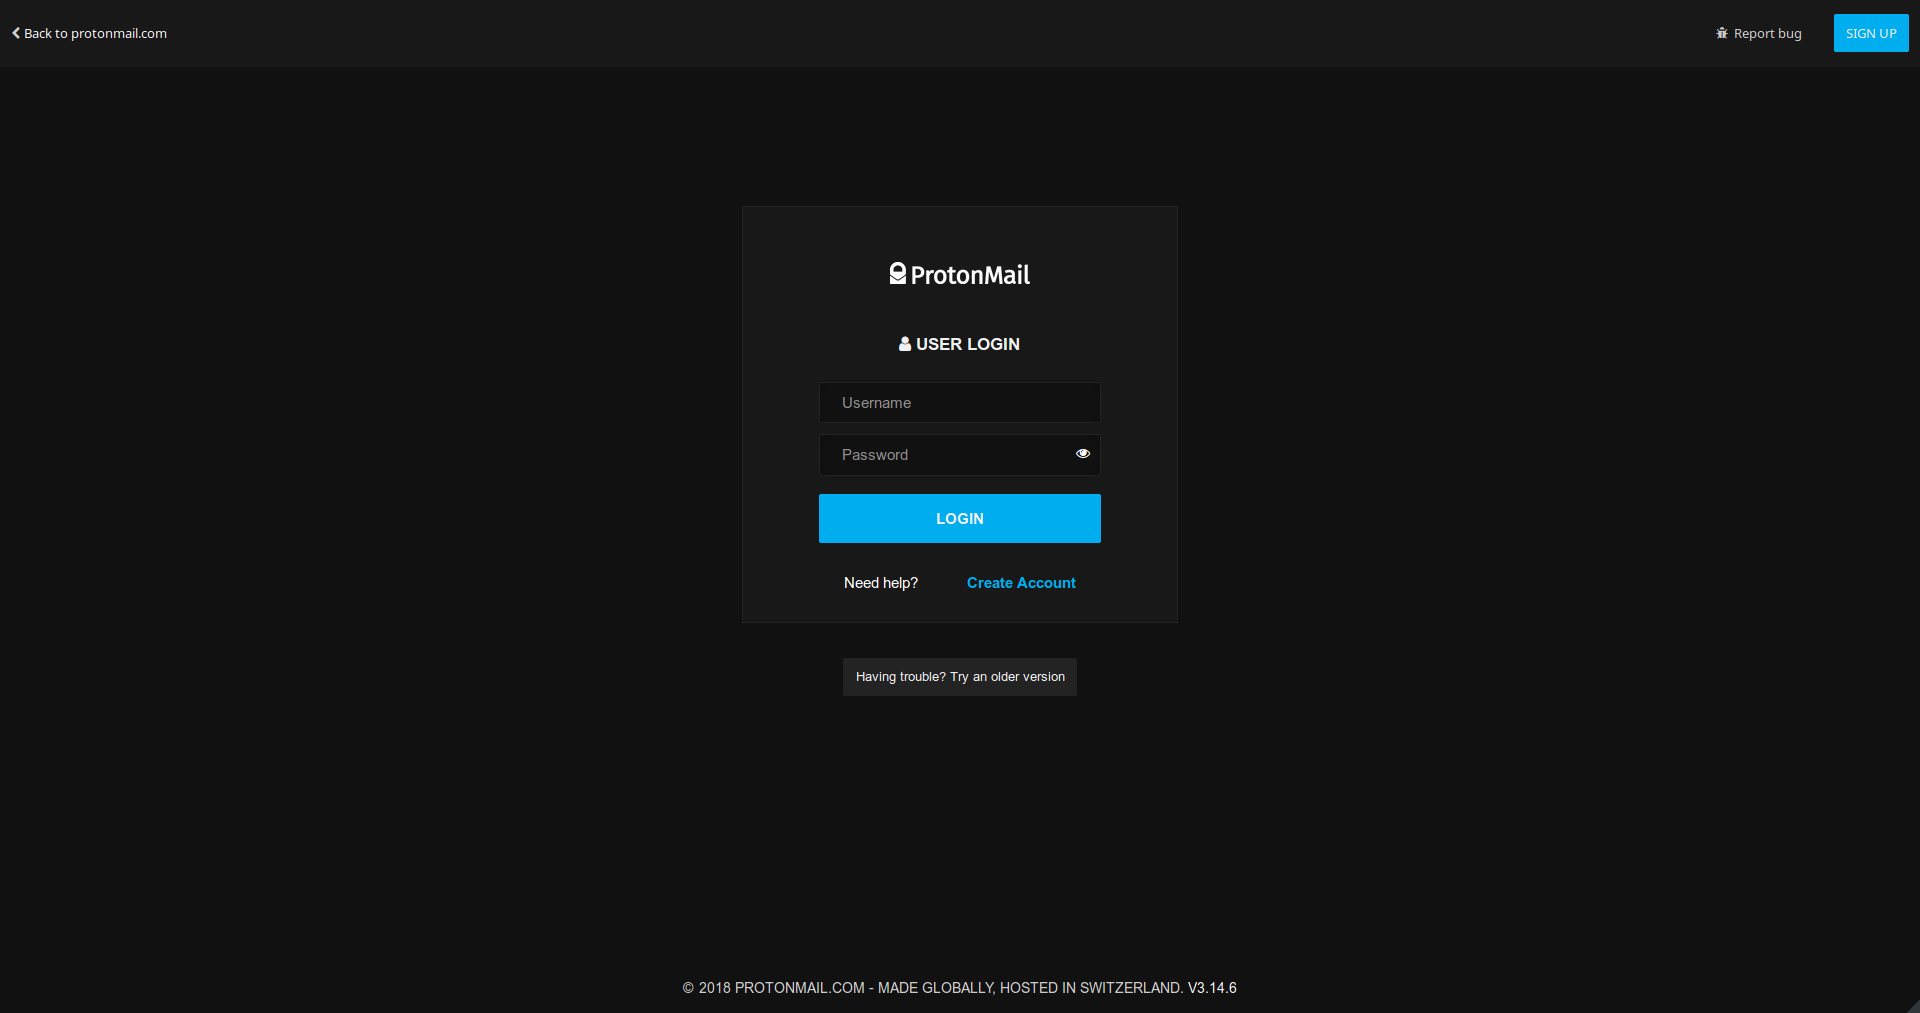 Back to protonmail.com
Report bug
SIGN UP
ProtonMail
USER LOGIN
Username
Password
LOGIN
Need help?
Create Account
Having trouble? Try an older version
© 2018 PROTONMAIL.COM - MADE GLOBALLY, HOSTED IN SWITZERLAND. V3.14.6